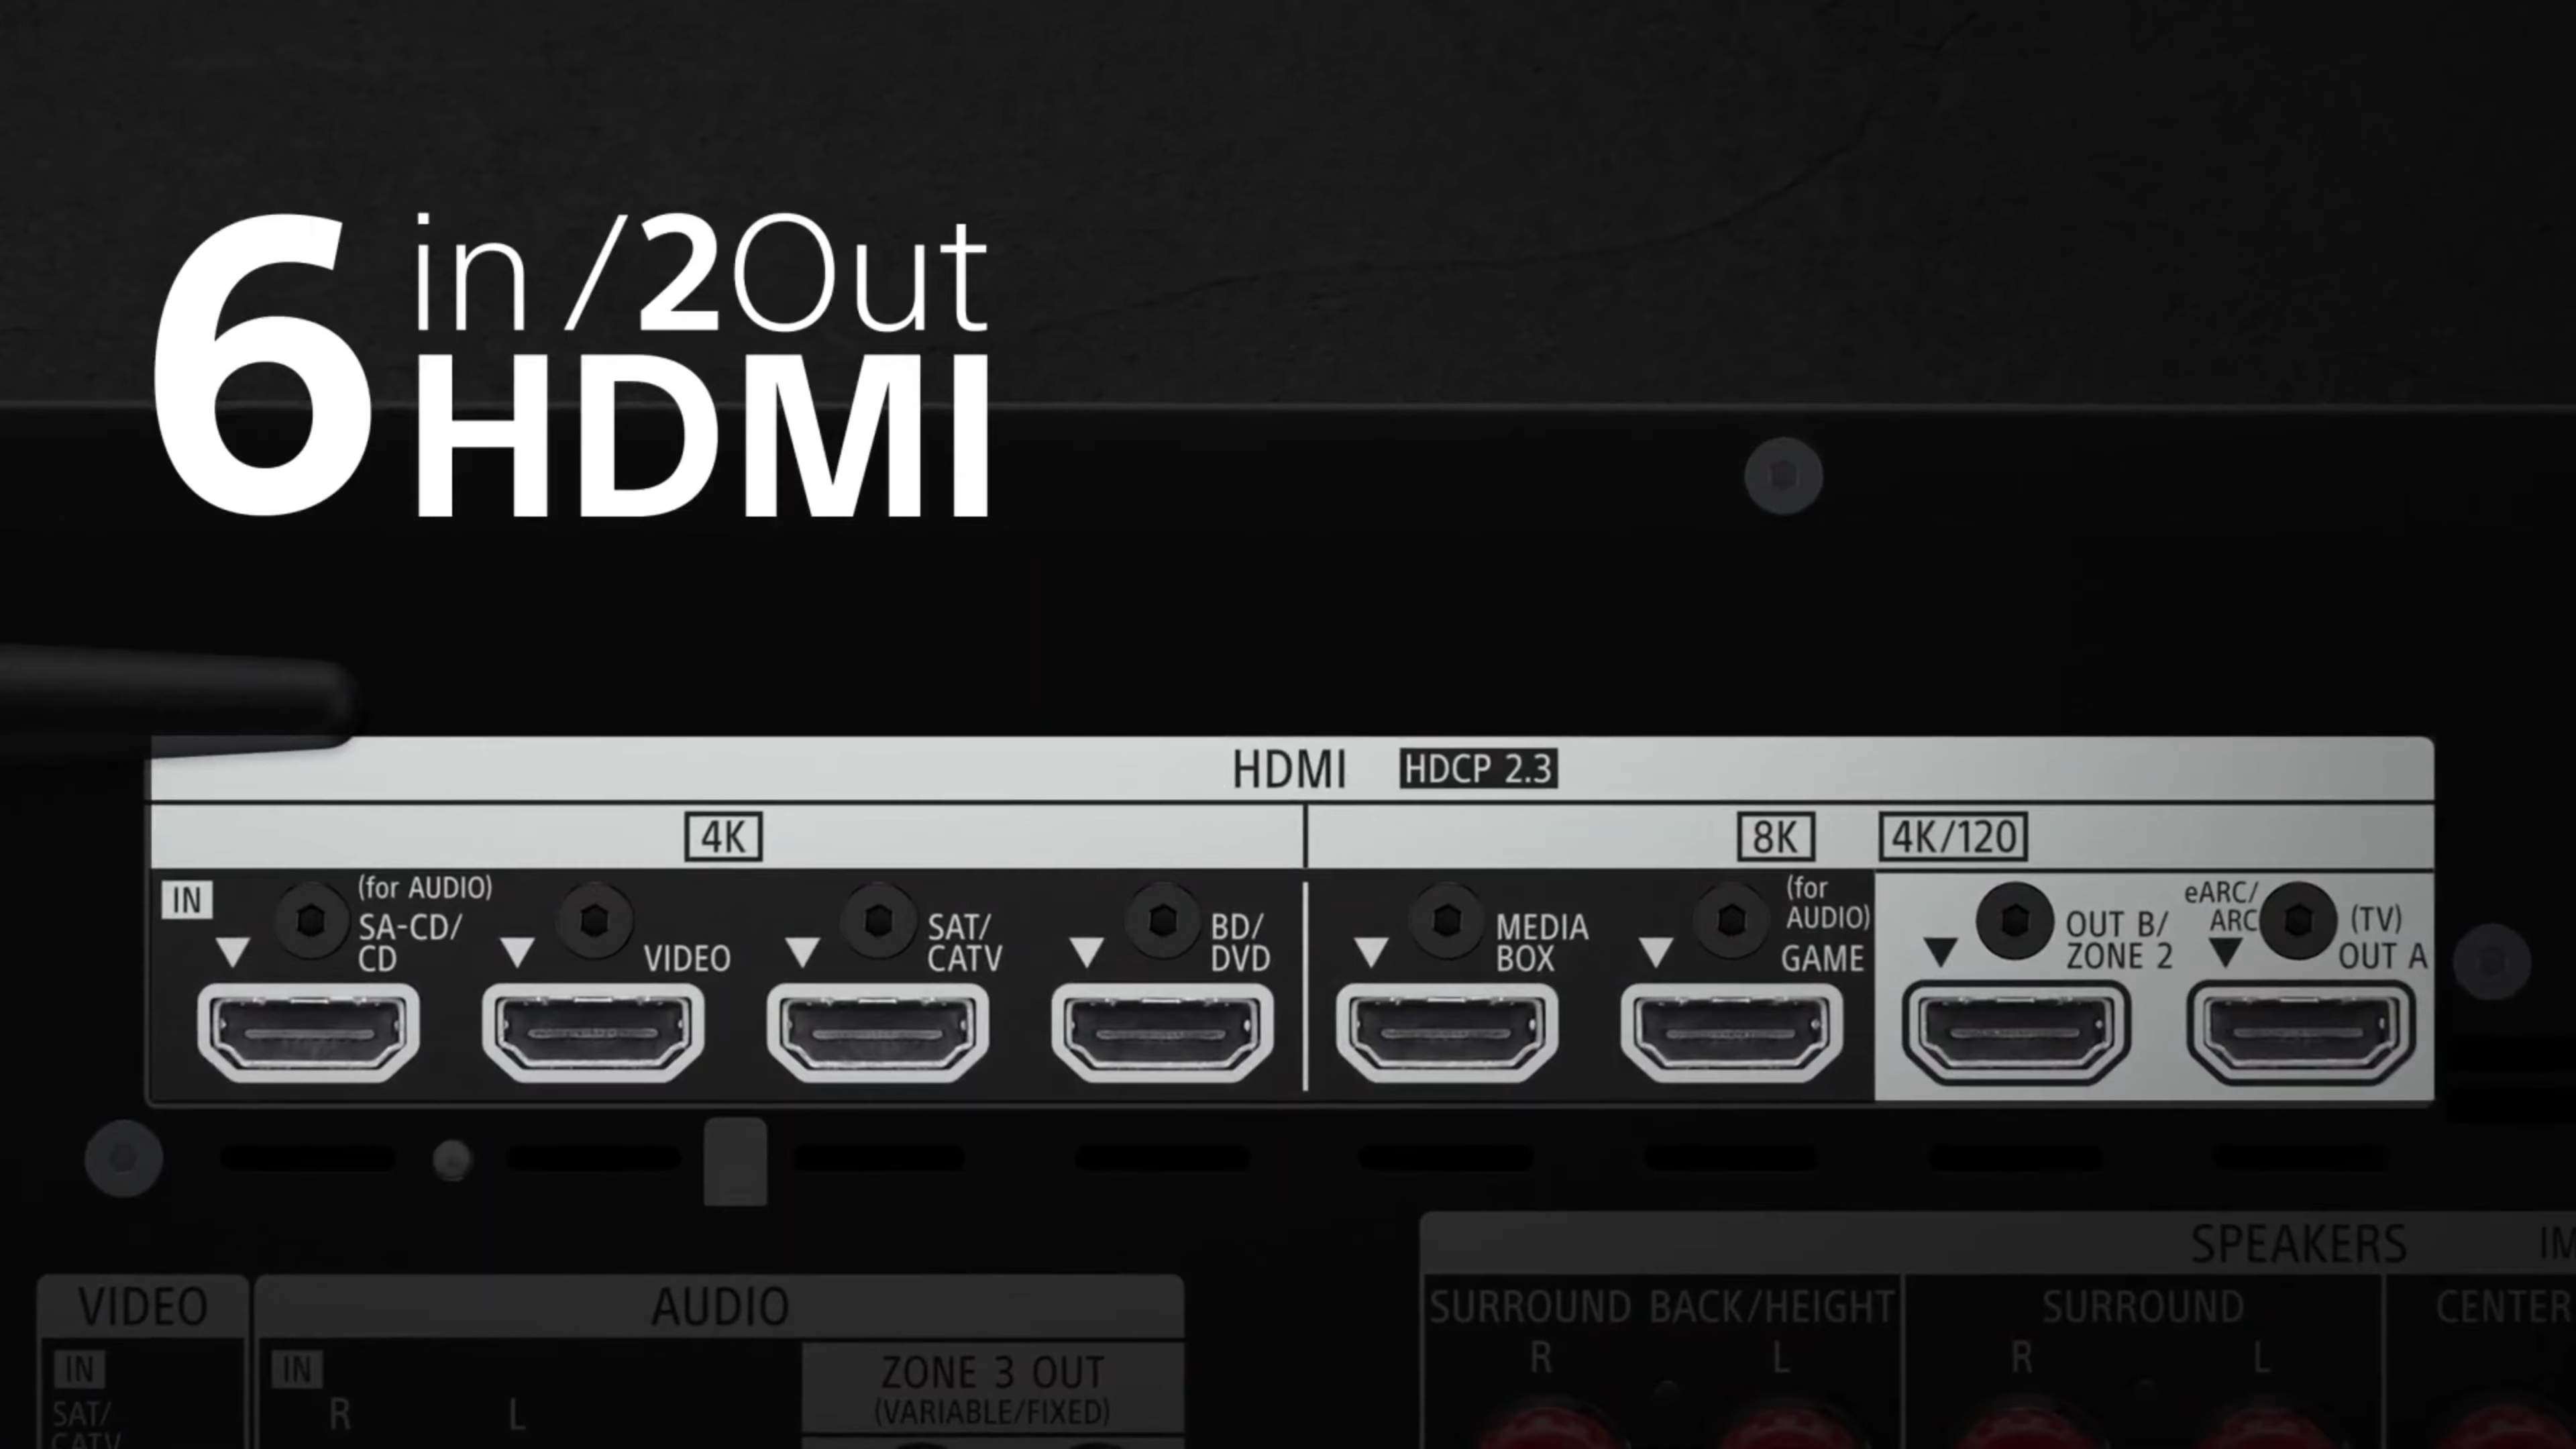 6 in / 2 Out
HDMI
HDMI HDCP 2.3
4K 8K 4K/120
IN
(for AUDIO)
SA-CD/
CD
VIDEO
SAT/
CATV
BD/
DVD
MEDIA
BOX
(for
AUDIO)
GAME
OUT B/
ZONE 2
eARC/
ARC
(TV)
OUT A
SPEAKERS
VIDEO
AUDIO
SURROUND BACK/HEIGHT
SURROUND
CENTER
R L R L
IN
IN
ZONE 3 OUT
(VARIABLE/FIXED)
R L
SAT/
CATV